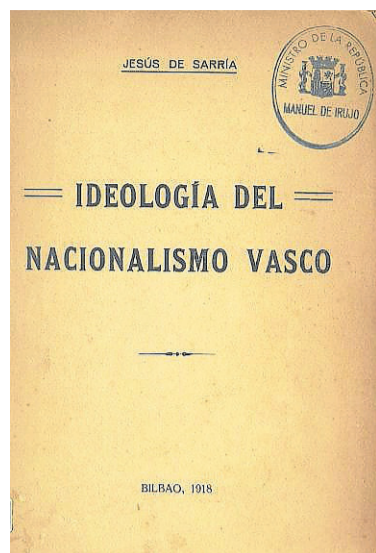 JESÚS DE SARRÍA
MINISTRO DE LA REPÚBLICA
MANUEL DE IRUJO
IDEOLOGÍA DEL
NACIONALISMO VASCO
BILBAO, 1918